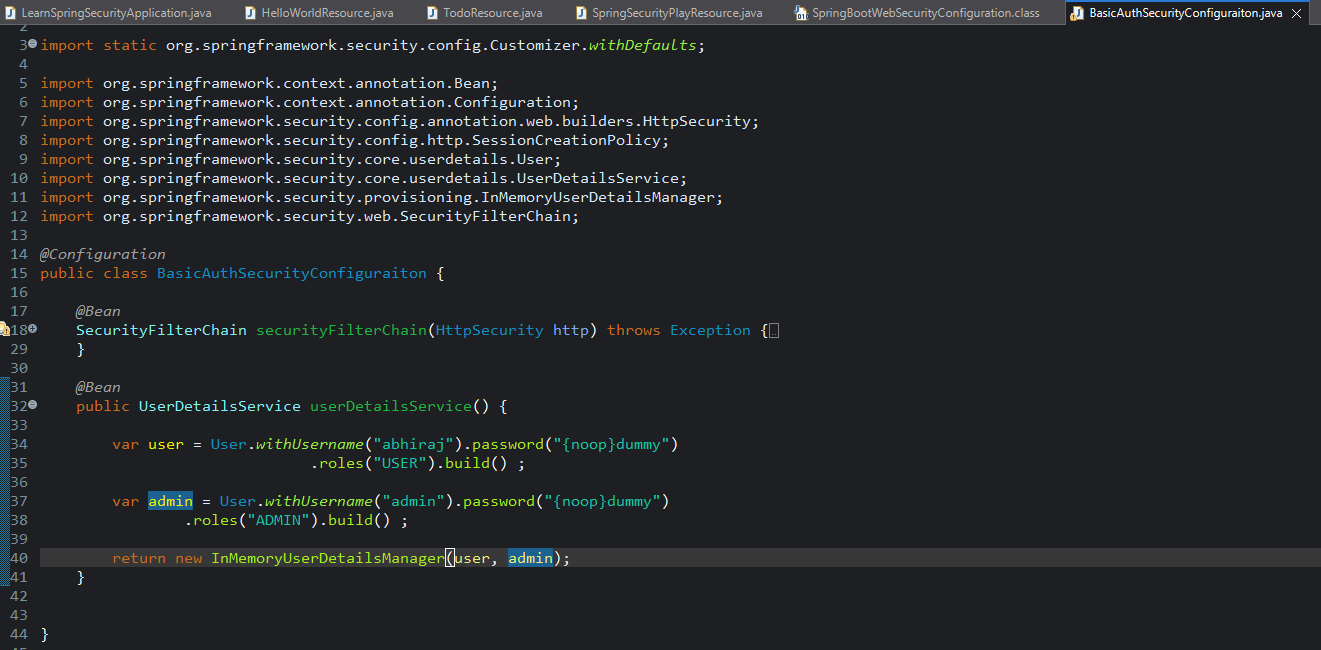 LearnSpringSecurityApplication.java HelloWorldResource.java TodoResource.java SpringSecurityPlayResource.java SpringBootWebSecurityConfiguration.class BasicAuthSecurityConfiguraiton.java
2
3 import static org.springframework.security.config.Customizer.withDefaults;
4
5 import org.springframework.context.annotation.Bean;
6 import org.springframework.context.annotation.Configuration;
7 import org.springframework.security.config.annotation.web.builders.HttpSecurity;
8 import org.springframework.security.config.http.SessionCreationPolicy;
9 import org.springframework.security.core.userdetails.User;
10 import org.springframework.security.core.userdetails.UserDetailsService;
11 import org.springframework.security.provisioning.InMemoryUserDetailsManager;
12 import org.springframework.security.web.SecurityFilterChain;
13
14 @Configuration
15 public class BasicAuthSecurityConfiguraiton {
16
17 @Bean
18 SecurityFilterChain securityFilterChain(HttpSecurity http) throws Exception {
29 }
30
31 @Bean
32 public UserDetailsService userDetailsService() {
33
34 var user = User.withUsername("abhiraj").password("{noop}dummy")
35 .roles("USER").build() ;
36
37 var admin = User.withUsername("admin").password("{noop}dummy")
38 .roles("ADMIN").build() ;
39
40 return new InMemoryUserDetailsManager(user, admin);
41 }
42
43
44 }